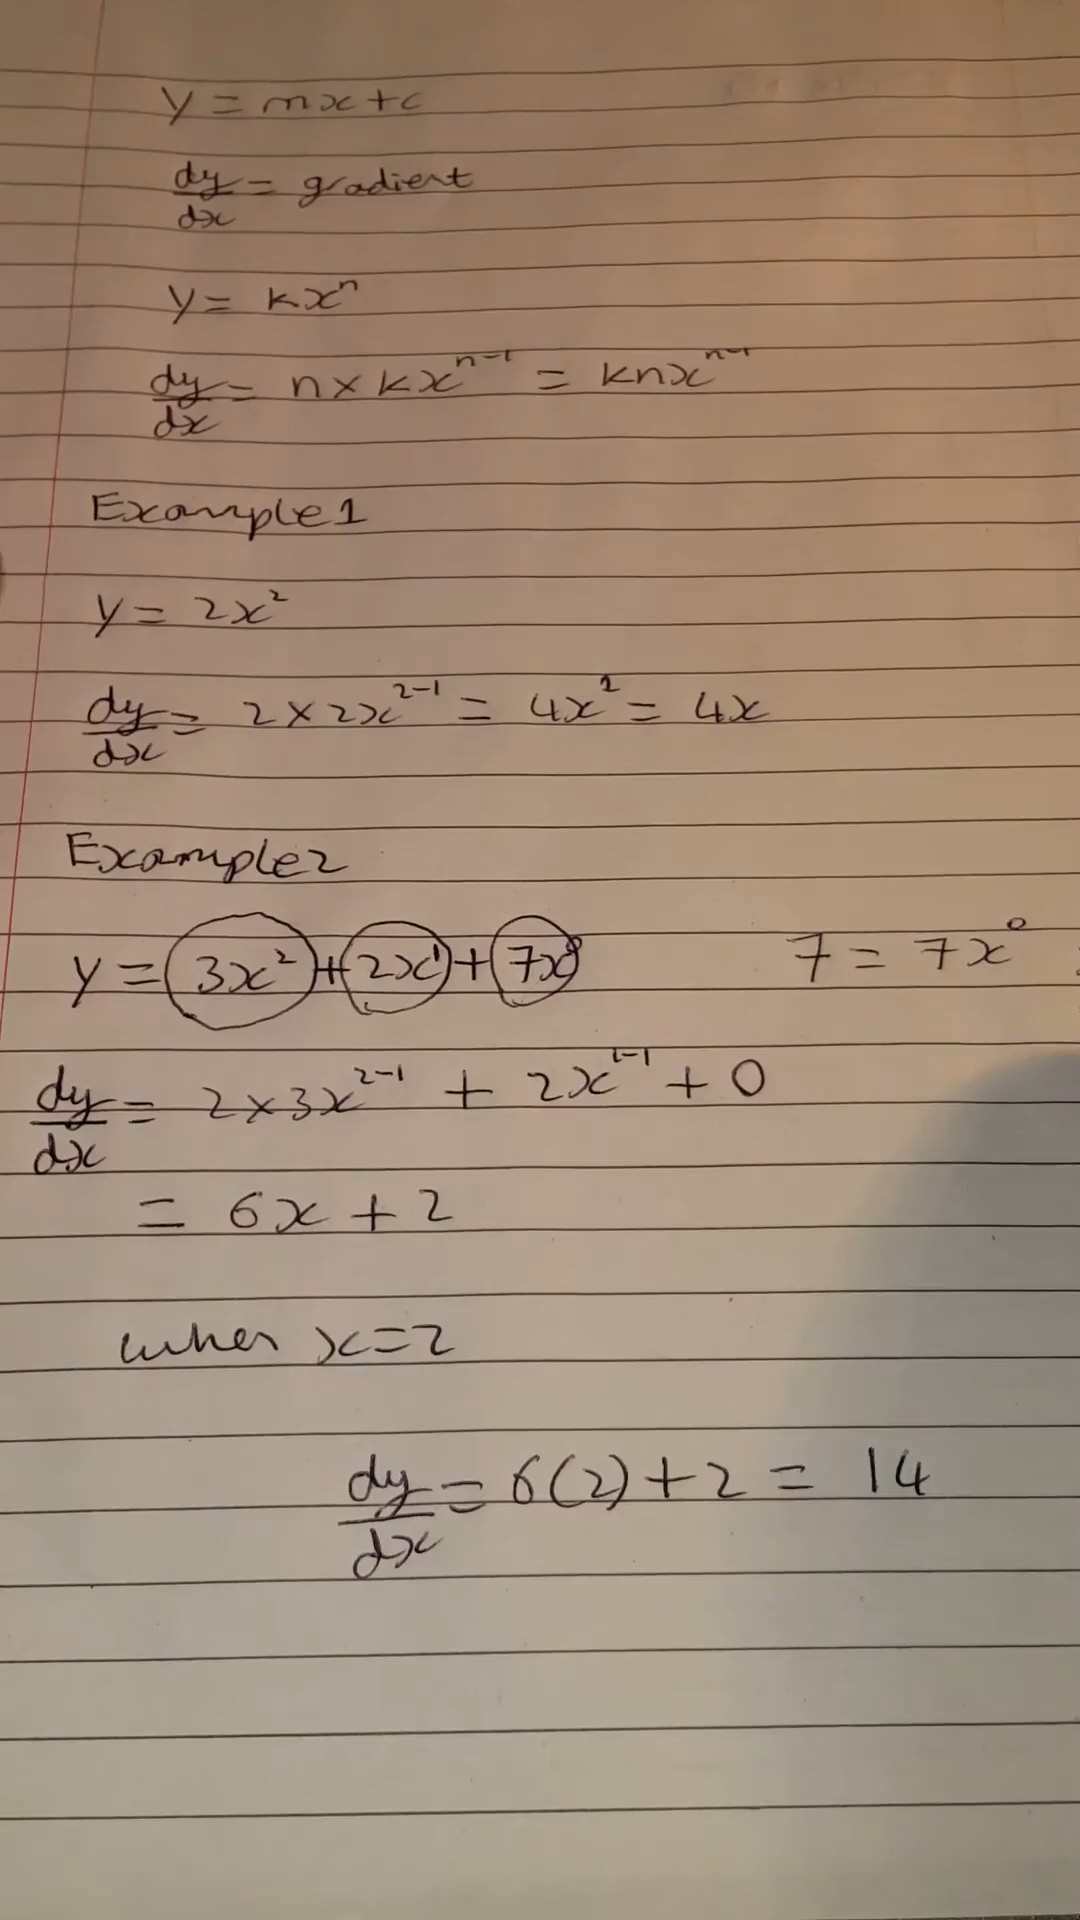 y = mx + c
dy/dx = gradient
y = kxⁿ
dy/dx = n × kxⁿ⁻¹ = knxⁿ⁻¹
Example 1
y = 2x²
dy/dx = 2 × 2x²⁻¹ = 4x¹ = 4x
Example 2
y = 3x² + 2x¹ + 7x⁰    7 = 7x⁰
dy/dx = 2 × 3x²⁻¹ + 2x¹⁻¹ + 0
= 6x + 2
when x = 2
dy/dx = 6(2) + 2 = 14